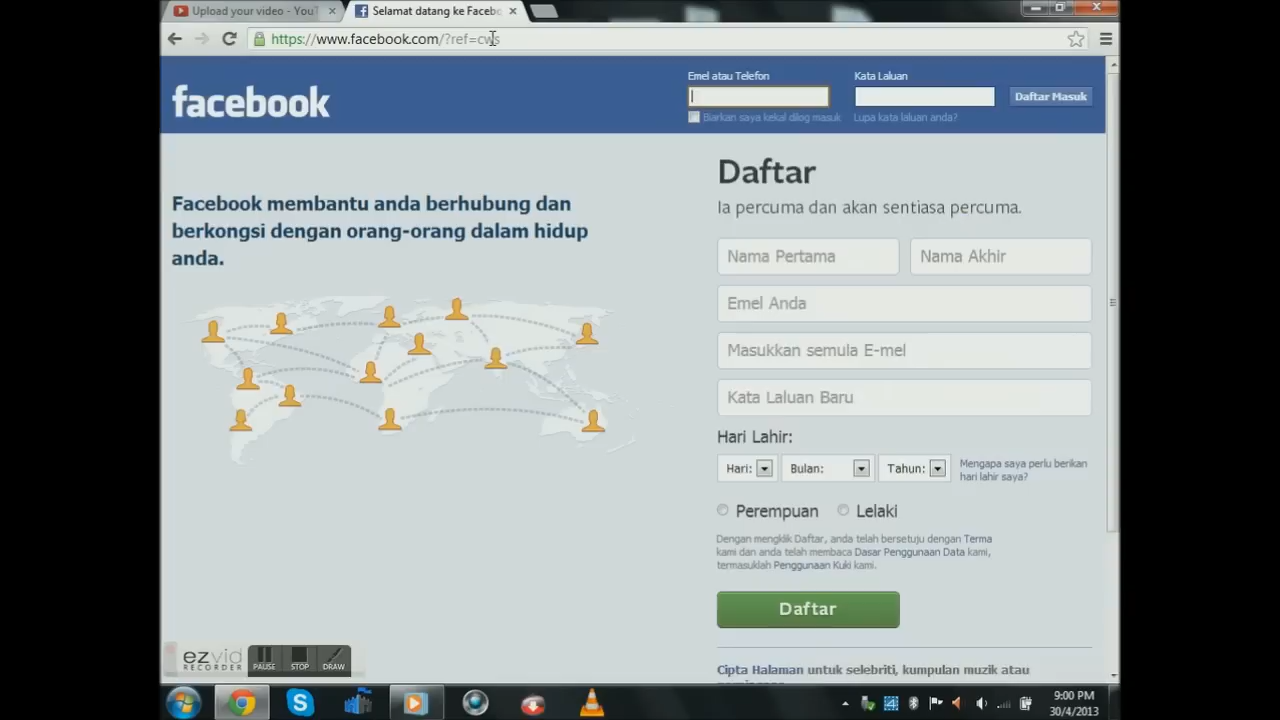 Upload your video - You
Selamat datang ke Facebo
https://www.facebook.com/?ref=cws
facebook
Emel atau Telefon
Kata Laluan
Daftar Masuk
Biarkan saya kekal dilog masuk
Lupa kata laluan anda?
Facebook membantu anda berhubung dan
berkongsi dengan orang-orang dalam hidup
anda.
Daftar
Ia percuma dan akan sentiasa percuma.
Nama Pertama
Nama Akhir
Emel Anda
Masukkan semula E-mel
Kata Laluan Baru
Hari Lahir:
Hari:
Bulan:
Tahun:
Mengapa saya perlu berikan
hari lahir saya?
Perempuan
Lelaki
Dengan mengklik Daftar, anda telah bersetuju dengan Terma
kami dan anda telah membaca Dasar Penggunaan Data kami,
termasuklah Penggunaan Kuki kami.
Daftar
Cipta Halaman untuk selebriti, kumpulan muzik atau
ezvid
RECORDER
PAUSE
STOP
DRAW
9:00 PM
30/4/2013